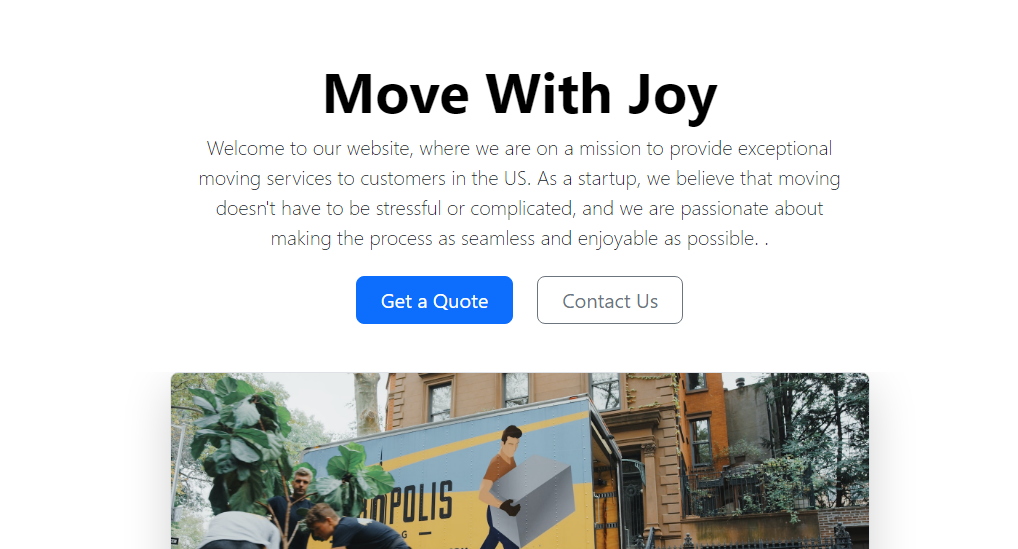 Move With Joy
Welcome to our website, where we are on a mission to provide exceptional
moving services to customers in the US. As a startup, we believe that moving
doesn't have to be stressful or complicated, and we are passionate about
making the process as seamless and enjoyable as possible. .
Get a Quote
Contact Us